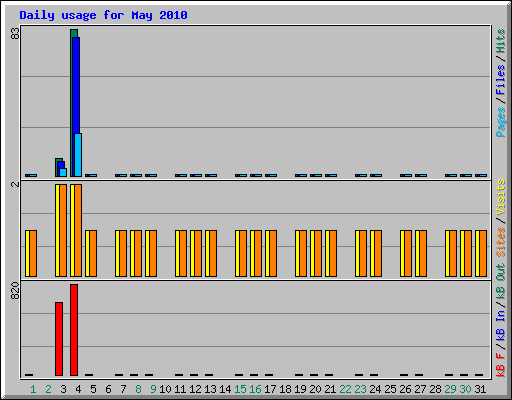 Daily usage for May 2010
83
Pages / Files / Hits
2
Sites / Visits
820
kB F / kB In / kB Out
1 2 3 4 5 6 7 8 9 10 11 12 13 14 15 16 17 18 19 20 21 22 23 24 25 26 27 28 29 30 31